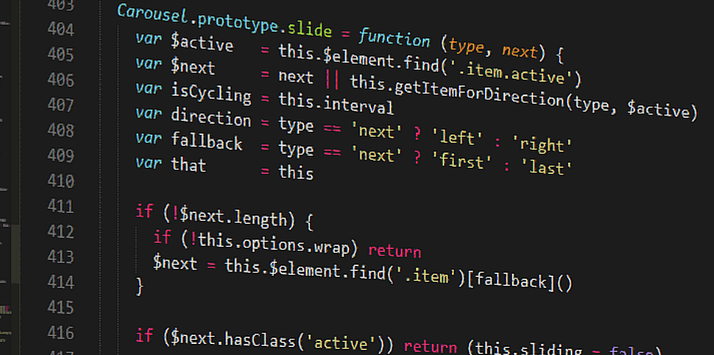 403 Carousel.prototype.slide = function (type, next) {
404 var $active = this.$element.find('.item.active')
405 var $next = next || this.getItemForDirection(type, $active)
406 var isCycling = this.interval
407 var direction = type == 'next' ? 'left' : 'right'
408 var fallback = type == 'next' ? 'first' : 'last'
409 var that = this
410
411 if (!$next.length) {
412 if (!this.options.wrap) return
413 $next = this.$element.find('.item')[fallback]()
414 }
415
416 if ($next.hasClass('active')) return (this.sliding = false)
417